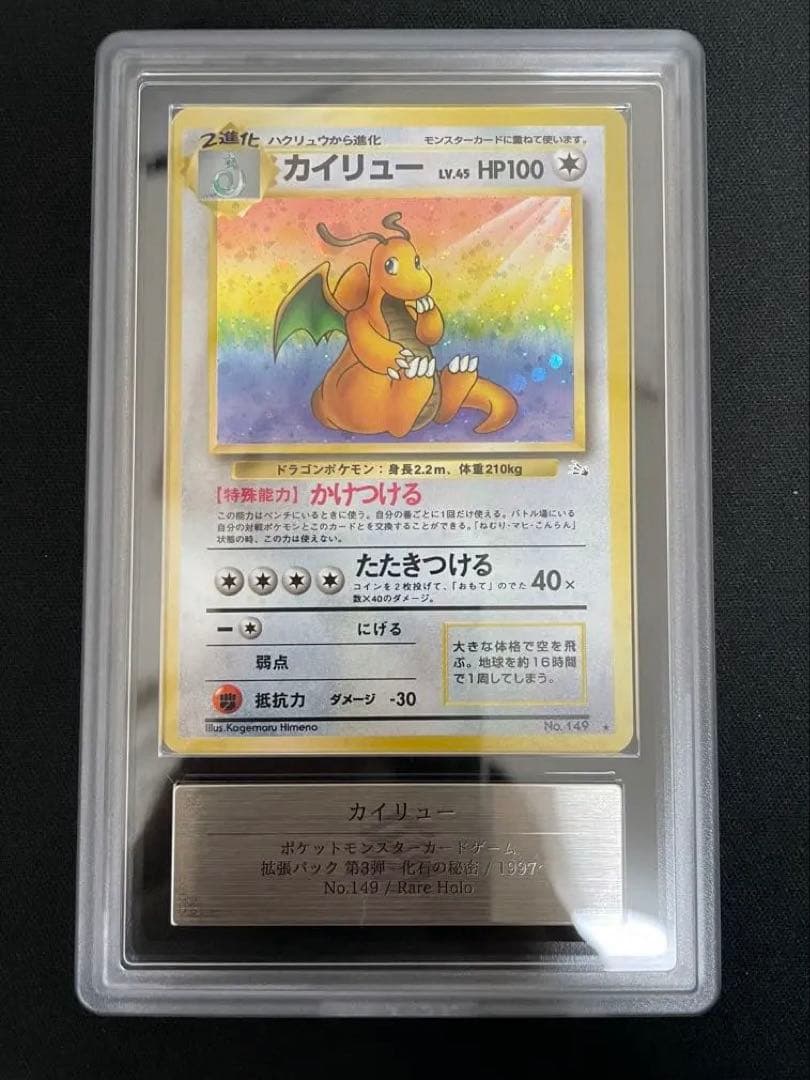 2進化 ハクリュウから進化 モンスターカードに重ねて使います。
カイリュー LV.45 HP100
ドラゴンポケモン：身長2.2m、体重210kg
【特殊能力】かけつける
この能力はベンチにいるときに使う。自分の番ごとに1回だけ使える。バトル場にいる
自分の対戦ポケモンとこのカードとを交換することができる。「ねむり・マヒ・こんらん」
状態の時、この力は使えない。
たたきつける
コインを2枚投げて、「おもて」のでた
数×40のダメージ。
40×
にげる
弱点
抵抗力 ダメージ -30
大きな体格で空を飛
ぶ。地球を約16時間
で1周してしまう。
Illus.Kagemaru Himeno
No.149 ★
カイリュー
ポケットモンスターカードゲーム
拡張パック 第3弾 化石の秘密 / 1997
No.149 / Rare Holo